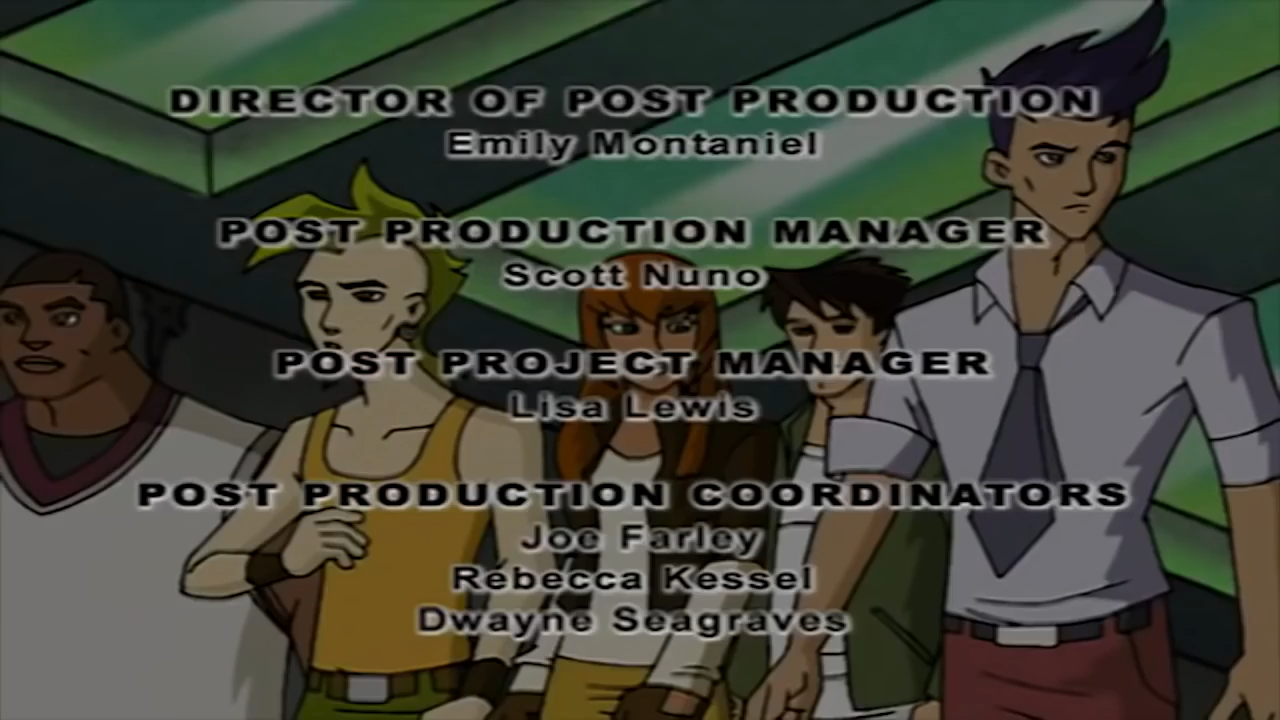 DIRECTOR OF POST PRODUCTION
Emily Montaniel
POST PRODUCTION MANAGER
Scott Nuno
POST PROJECT MANAGER
Lisa Lewis
POST PRODUCTION COORDINATORS
Joe Farley
Rebecca Kessel
Dwayne Seagraves